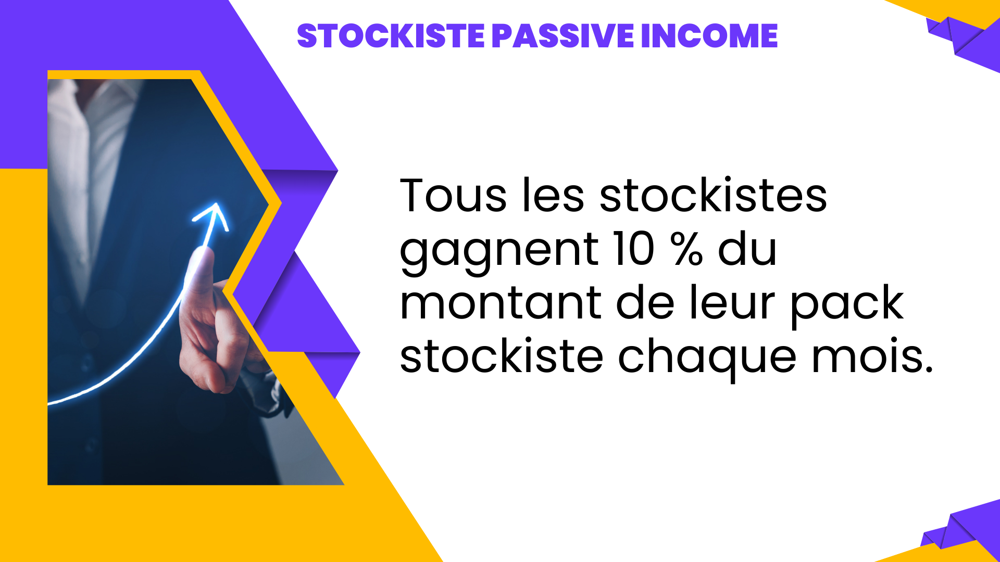 STOCKISTE PASSIVE INCOME
Tous les stockistes
gagnent 10 % du
montant de leur pack
stockiste chaque mois.